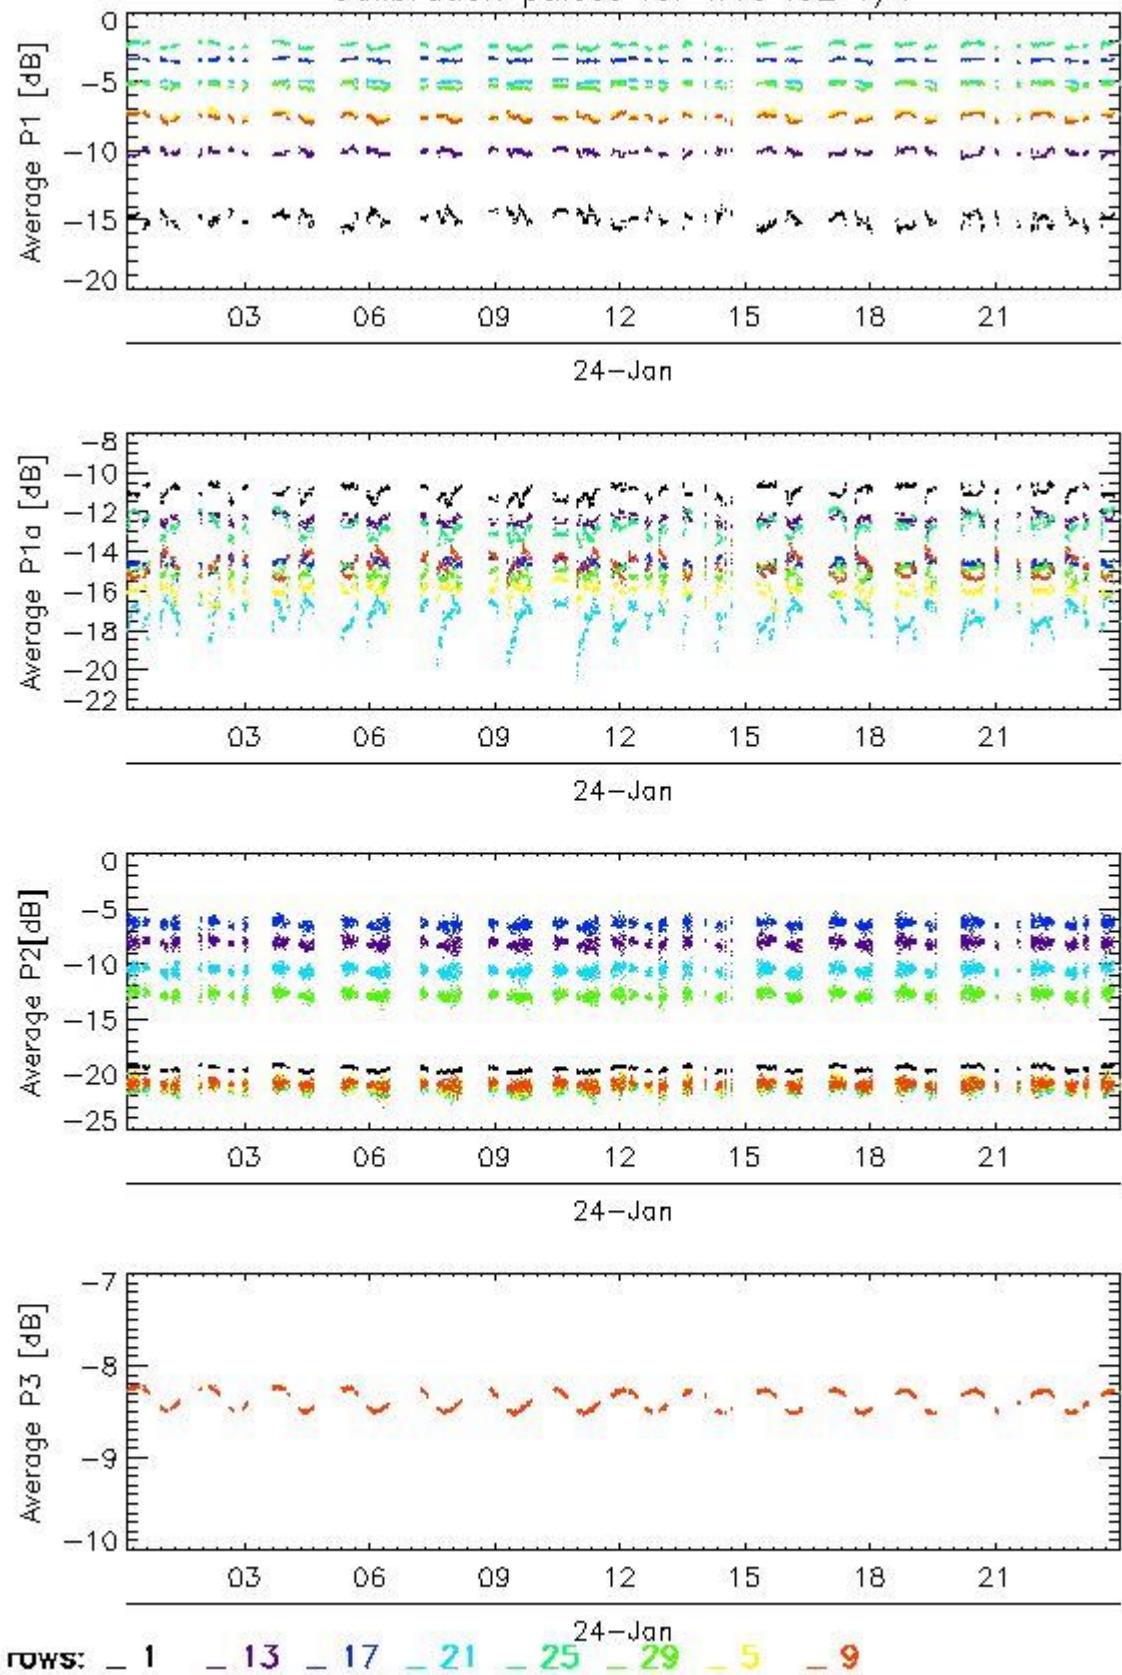 0
-5
-10
-15
-20
Average P1 [dB]
03 06 09 12 15 18 21
24-Jan
-8
-10
-12
-14
-16
-18
-20
-22
Average P1a [dB]
03 06 09 12 15 18 21
24-Jan
0
-5
-10
-15
-20
-25
Average P2[dB]
03 06 09 12 15 18 21
24-Jan
-7
-8
-9
-10
Average P3 [dB]
03 06 09 12 15 18 21
24-Jan
rows: _ 1 _ 13 _ 17 _ 21 _ 25 _ 29 _ 5 _ 9